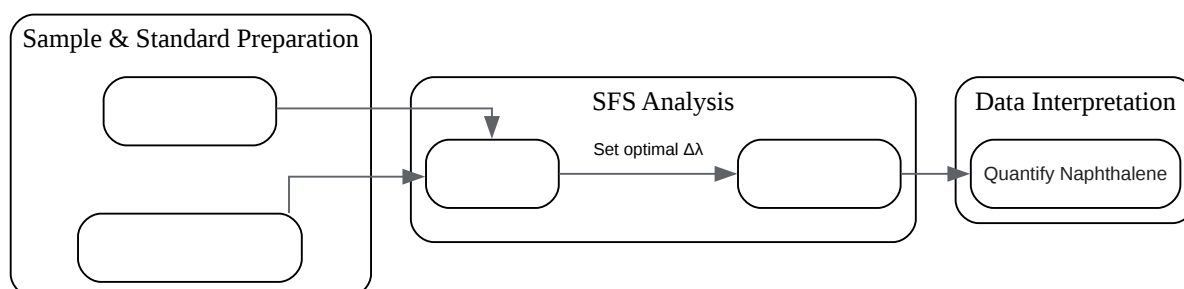 Sample & Standard Preparation
SFS Analysis
Data Interpretation
Set optimal Δλ
Quantify Naphthalene